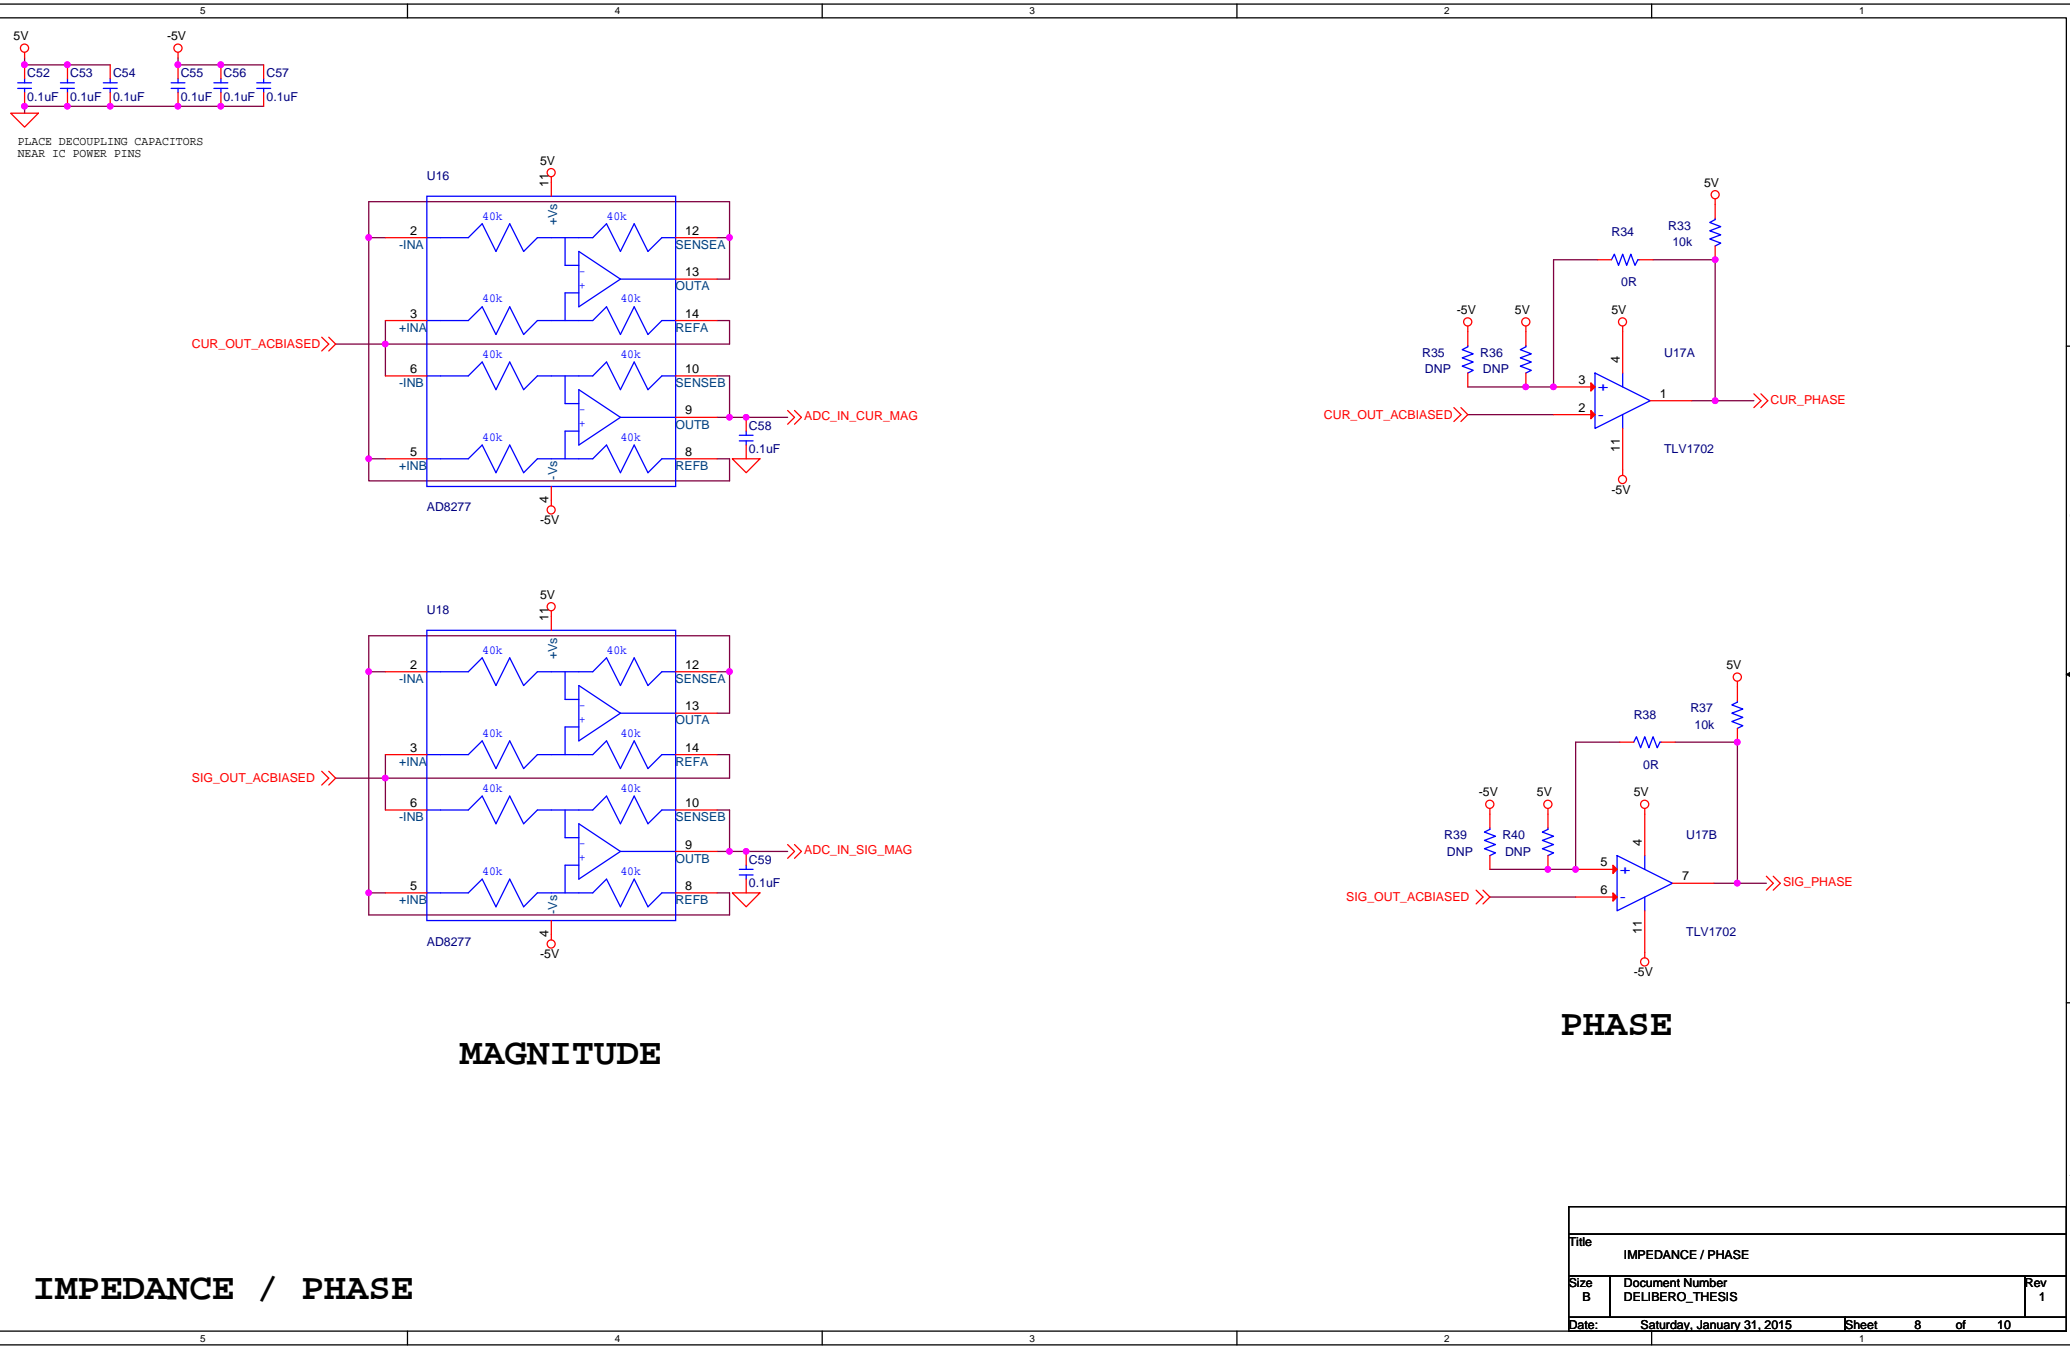 5 4 3 2 1
5V -5V
C52 C53 C54 C55 C56 C57
0.1uF 0.1uF 0.1uF 0.1uF 0.1uF 0.1uF
PLACE DECOUPLING CAPACITORS
NEAR IC POWER PINS
U16
5V
11
+Vs
40k 40k
2 12
-INA SENSEA
-
+
13
OUTA
40k 40k
3 14
+INA REFA
CUR_OUT_ACBIASED
40k 40k
6 10
-INB SENSEB
-
+
9
OUTB
ADC_IN_CUR_MAG
C58
0.1uF
40k 40k
5 8
+INB REFB
-Vs
4
-5V
AD8277
5V
R33
10k
R34
0R
-5V 5V 5V
R35 R36
DNP DNP
4
U17A
3 +
2 -
1
CUR_OUT_ACBIASED
CUR_PHASE
11
TLV1702
-5V
U18
5V
11
+Vs
40k 40k
2 12
-INA SENSEA
-
+
13
OUTA
40k 40k
3 14
+INA REFA
SIG_OUT_ACBIASED
40k 40k
6 10
-INB SENSEB
-
+
9
OUTB
ADC_IN_SIG_MAG
C59
0.1uF
40k 40k
5 8
+INB REFB
-Vs
4
-5V
AD8277
5V
R37
10k
R38
0R
-5V 5V 5V
R39 R40
DNP DNP
4
U17B
5 +
6 -
7
SIG_OUT_ACBIASED
SIG_PHASE
11
TLV1702
-5V
MAGNITUDE
PHASE
IMPEDANCE / PHASE
Title
IMPEDANCE / PHASE
Size Document Number Rev
B DELIBERO_THESIS 1
Date: Saturday, January 31, 2015 Sheet 8 of 10
5 4 3 2 1